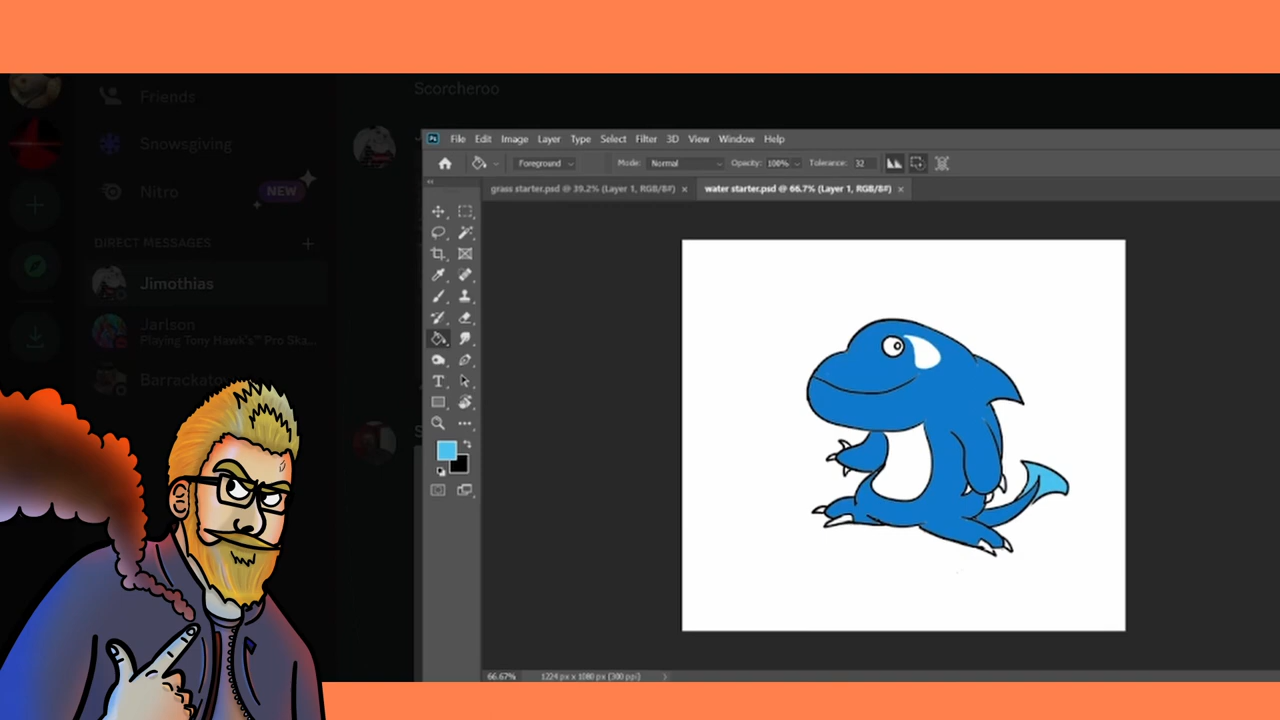 Scorcheroo
Friends
Snowsgiving
Nitro
NEW
DIRECT MESSAGES
Jimothias
Jarlson
Playing Tony Hawk's™ Pro Ska...
Ps
File Edit Image Layer Type Select Filter 3D View Window Help
Foreground Mode: Normal Opacity: 100% Tolerance: 32
grass starter.psd @ 39.2% (Layer 1, RGB/8#) × water starter.psd @ 66.7% (Layer 1, RGB/8#) ×
66.67% 1224 px x 1080 px (300 ppi)